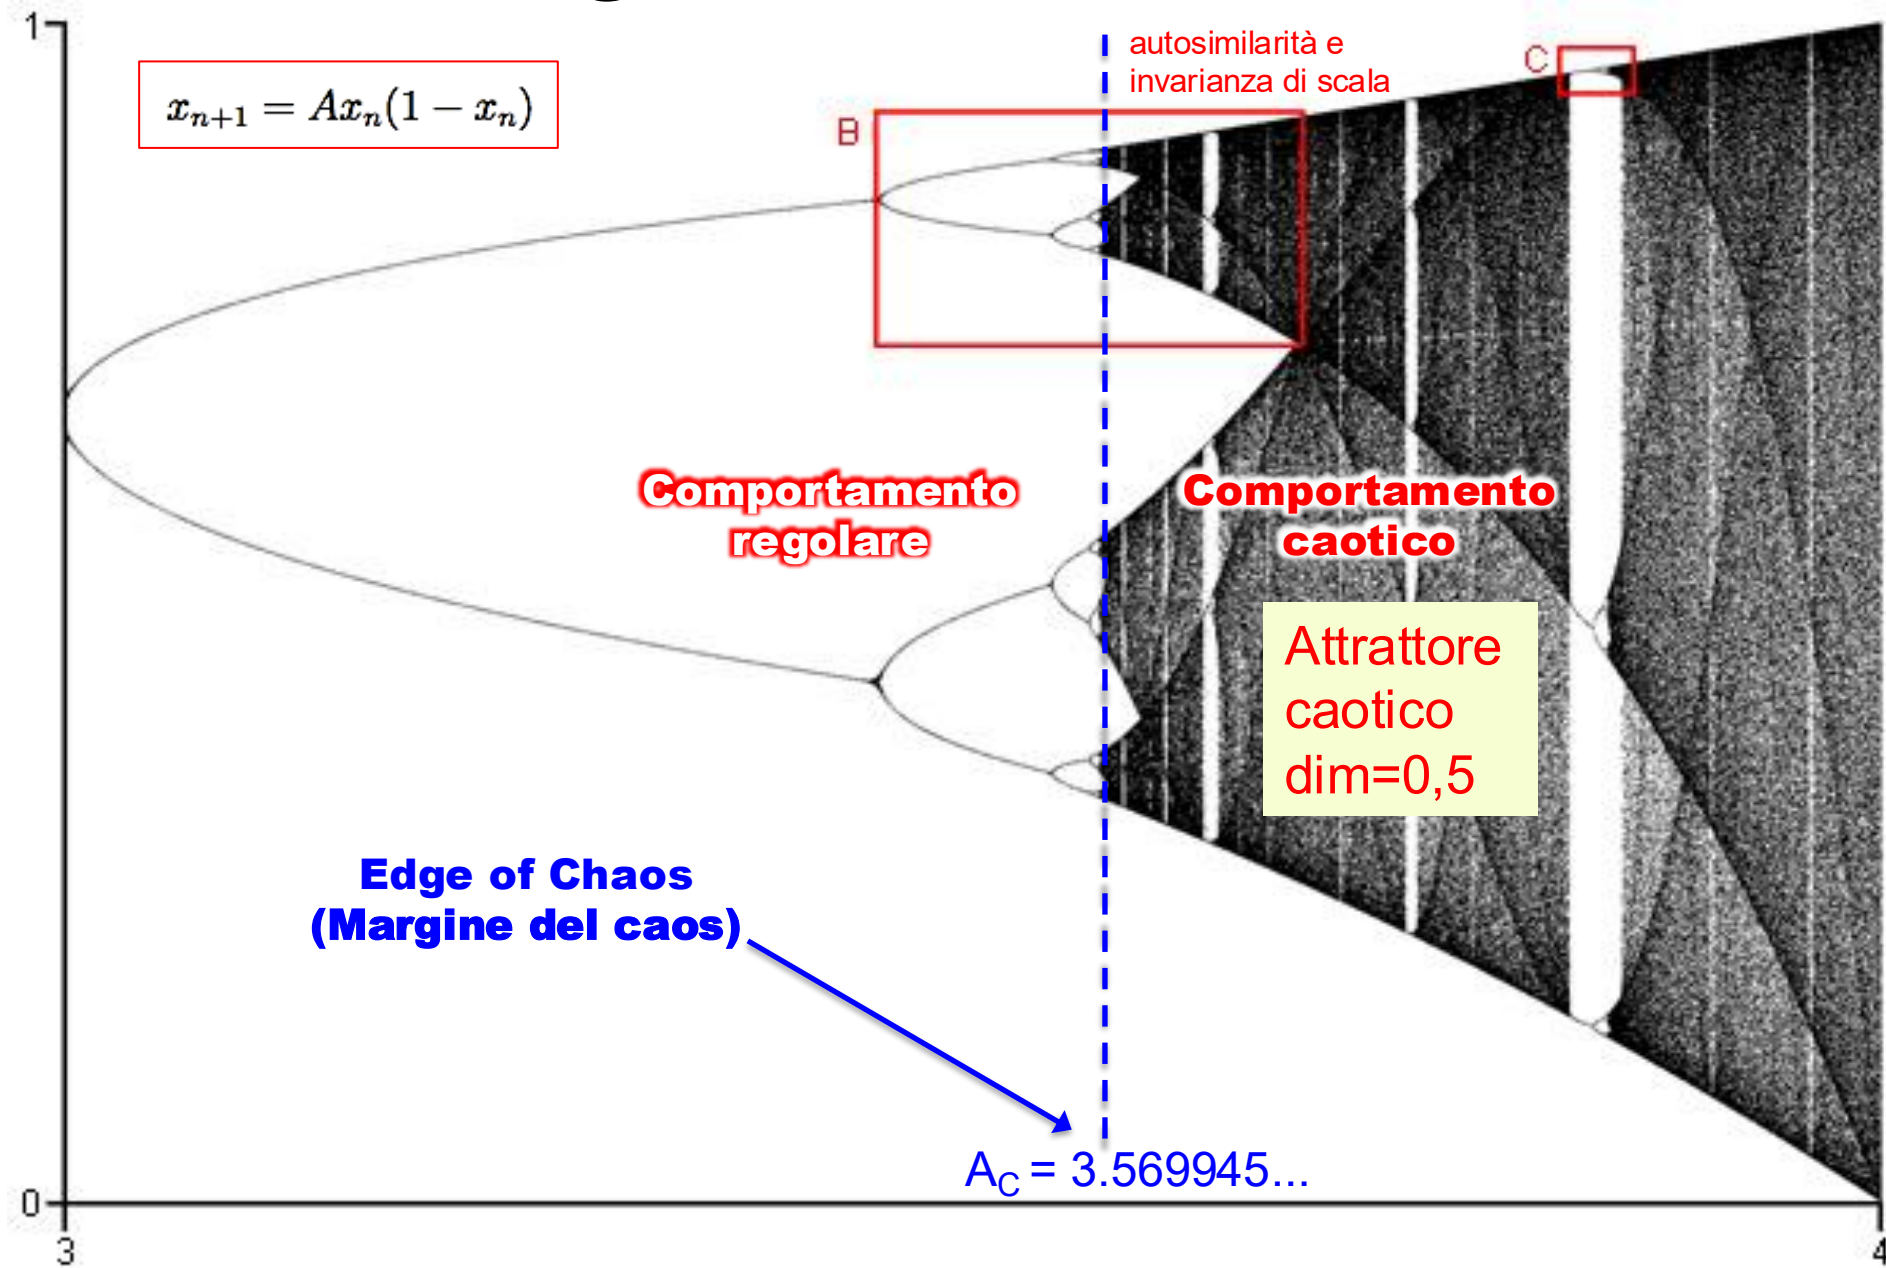 1
autosimilarità e
invarianza di scala
C
x_{n+1} = Ax_n(1 − x_n)
B
Comportamento
regolare
Comportamento
caotico
Attrattore
caotico
dim=0,5
Edge of Chaos
(Margine del caos)
A_C = 3.569945...
0
3
4